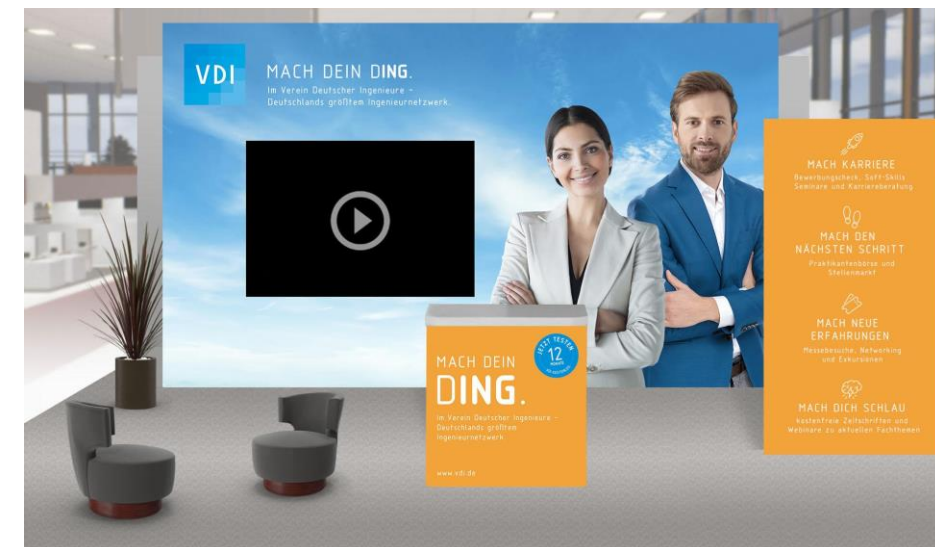 VDI
MACH DEIN DING.
Im Verein Deutscher Ingenieure –
Deutschlands größtem Ingenieurnetzwerk.
MACH KARRIERE
Bewerbungscheck, Soft-Skills
Seminare und Karriereberatung
MACH DEN
NÄCHSTEN SCHRITT
Praktikantenbörse und
Stellenmarkt
MACH NEUE
ERFAHRUNGEN
Messebesuche, Networking
und Exkursionen
MACH DICH SCHLAU
kostenfreie Zeitschriften und
Webinare zu aktuellen Fachthemen
JETZT TESTEN
12
MONATE
MACH DEIN
DING.
Im Verein Deutscher Ingenieure –
Deutschlands größtem
Ingenieurnetzwerk
www.vdi.de